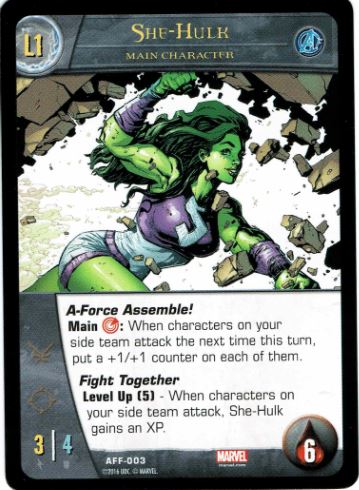 L1
SHE-HULK
MAIN CHARACTER
A-Force Assemble!
Main : When characters on your
side team attack the next time this turn,
put a +1/+1 counter on each of them.
Fight Together
Level Up (5) - When characters on
your side team attack, She-Hulk
gains an XP.
3 | 4
AFF-003
©2016 UDC. © MARVEL.
MARVEL
marvel.com
6